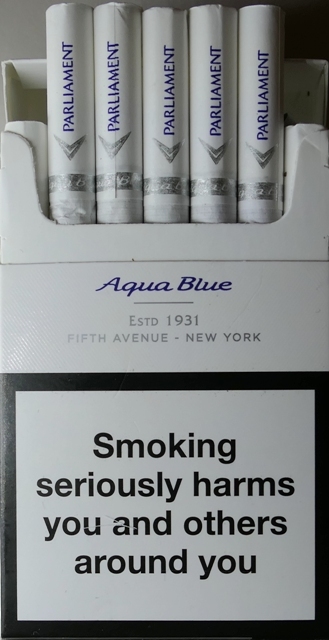 PARLIAMENT PARLIAMENT PARLIAMENT PARLIAMENT PARLIAMENT
Aqua Blue
ESTD 1931
FIFTH AVENUE - NEW YORK
Smoking
seriously harms
you and others
around you